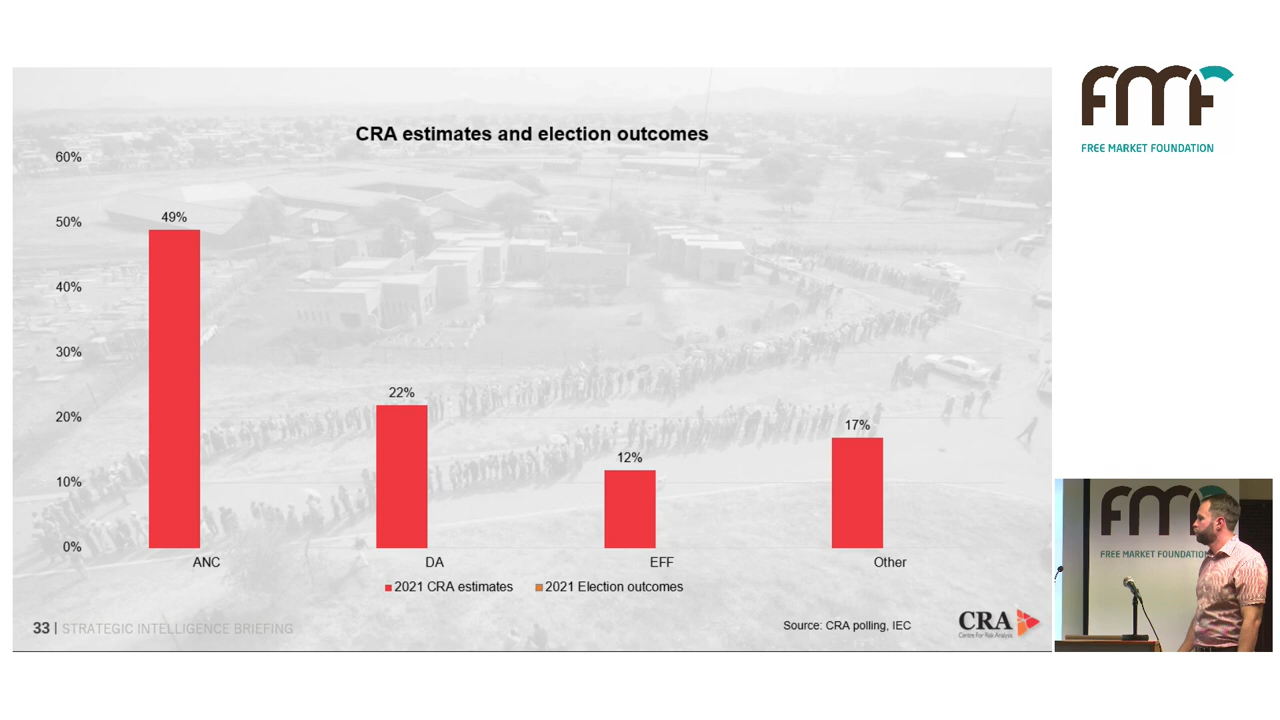 CRA estimates and election outcomes
60%
50%
40%
30%
20%
10%
0%
49%
22%
12%
17%
ANC
DA
EFF
Other
2021 CRA estimates
2021 Election outcomes
33 | STRATEGIC INTELLIGENCE BRIEFING
Source: CRA polling, IEC
CRA
Centre For Risk Analysis
FMF
FREE MARKET FOUNDATION
FMF
FREE MARKET FOUNDATION